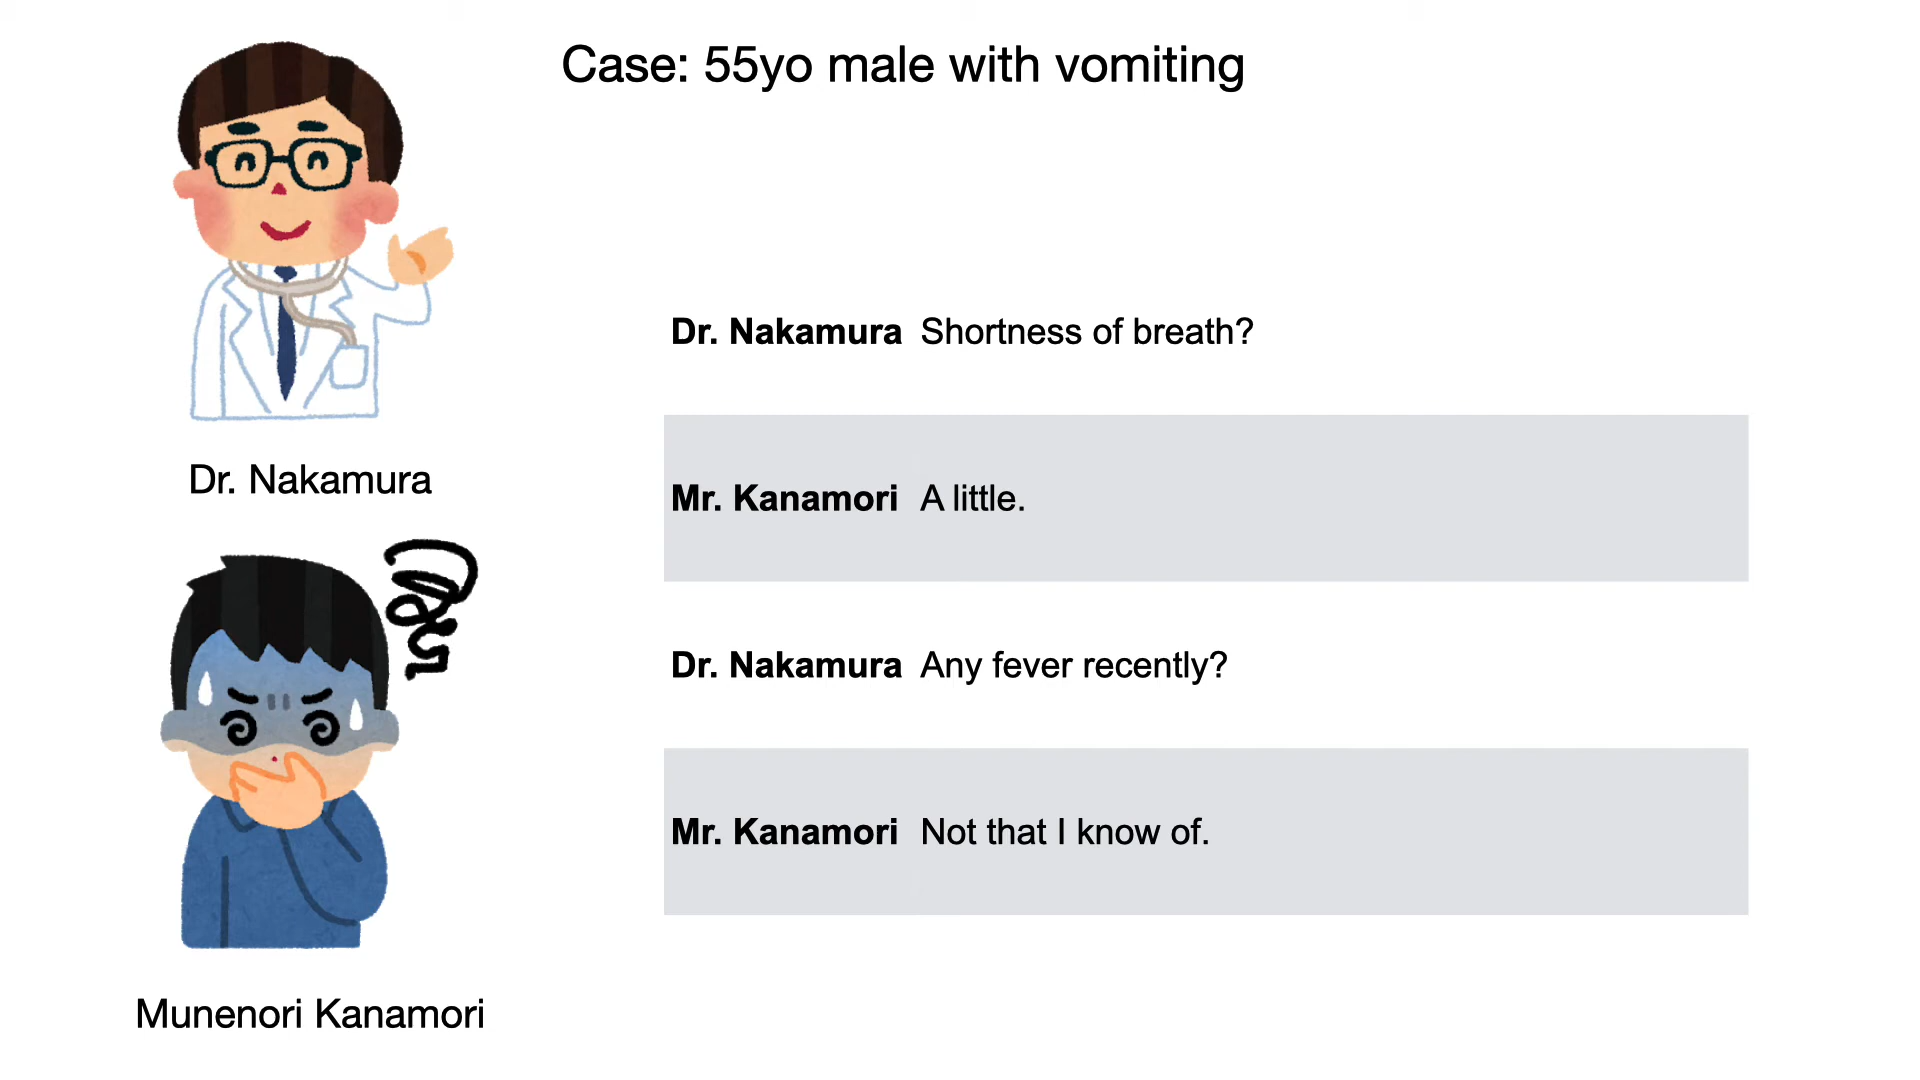 Case: 55yo male with vomiting
Dr. Nakamura Shortness of breath?
Mr. Kanamori A little.
Dr. Nakamura Any fever recently?
Mr. Kanamori Not that I know of.
Dr. Nakamura
Munenori Kanamori